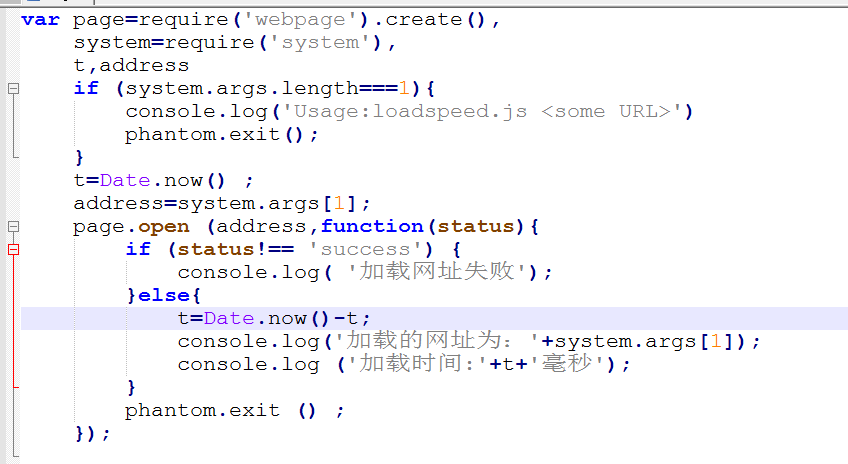 var page=require('webpage').create(),
    system=require('system'),
    t,address
    if (system.args.length===1){
        console.log('Usage:loadspeed.js <some URL>')
        phantom.exit();
    }
    t=Date.now() ;
    address=system.args[1];
    page.open (address,function(status){
        if (status!== 'success') {
            console.log( '加载网址失败');
        }else{
            t=Date.now()-t;
            console.log('加载的网址为：'+system.args[1]);
            console.log ('加载时间:'+t+'毫秒');
        }
        phantom.exit () ;
    });